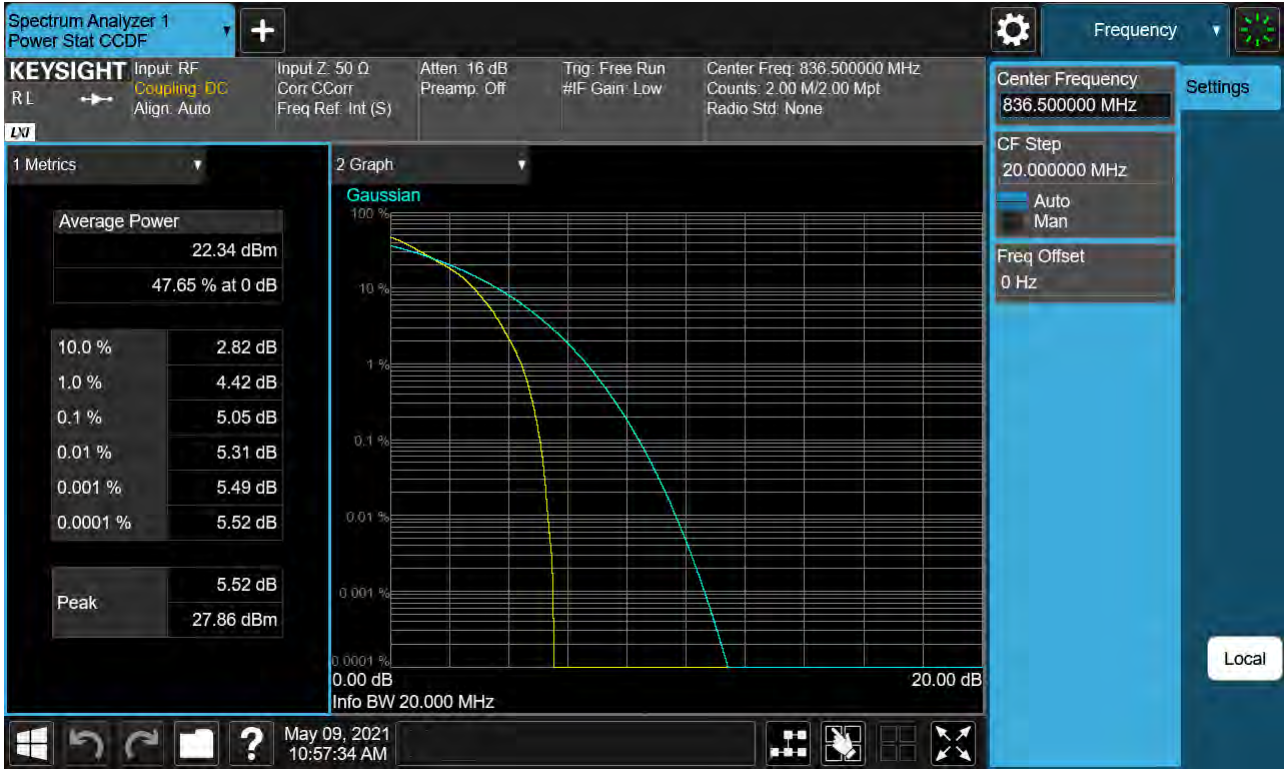 Spectrum Analyzer 1
Power Stat CCDF
Frequency
KEYSIGHT
R L
LXI
Input: RF
Coupling: DC
Align: Auto
Input Z: 50 Ω
Corr CCorr
Freq Ref: Int (S)
Atten: 16 dB
Preamp: Off
Trig: Free Run
#IF Gain: Low
Center Freq: 836.500000 MHz
Counts: 2.00 M/2.00 Mpt
Radio Std: None
Center Frequency
836.500000 MHz
Settings
CF Step
20.000000 MHz
Auto
Man
Freq Offset
0 Hz
1 Metrics
Average Power
22.34 dBm
47.65 % at 0 dB
10.0 % 2.82 dB
1.0 % 4.42 dB
0.1 % 5.05 dB
0.01 % 5.31 dB
0.001 % 5.49 dB
0.0001 % 5.52 dB
Peak
5.52 dB
27.86 dBm
2 Graph
Gaussian
100 %
10 %
1 %
0.1 %
0.01 %
0.001 %
0.0001 %
0.00 dB 20.00 dB
Info BW 20.000 MHz
Local
?
May 09, 2021
10:57:34 AM